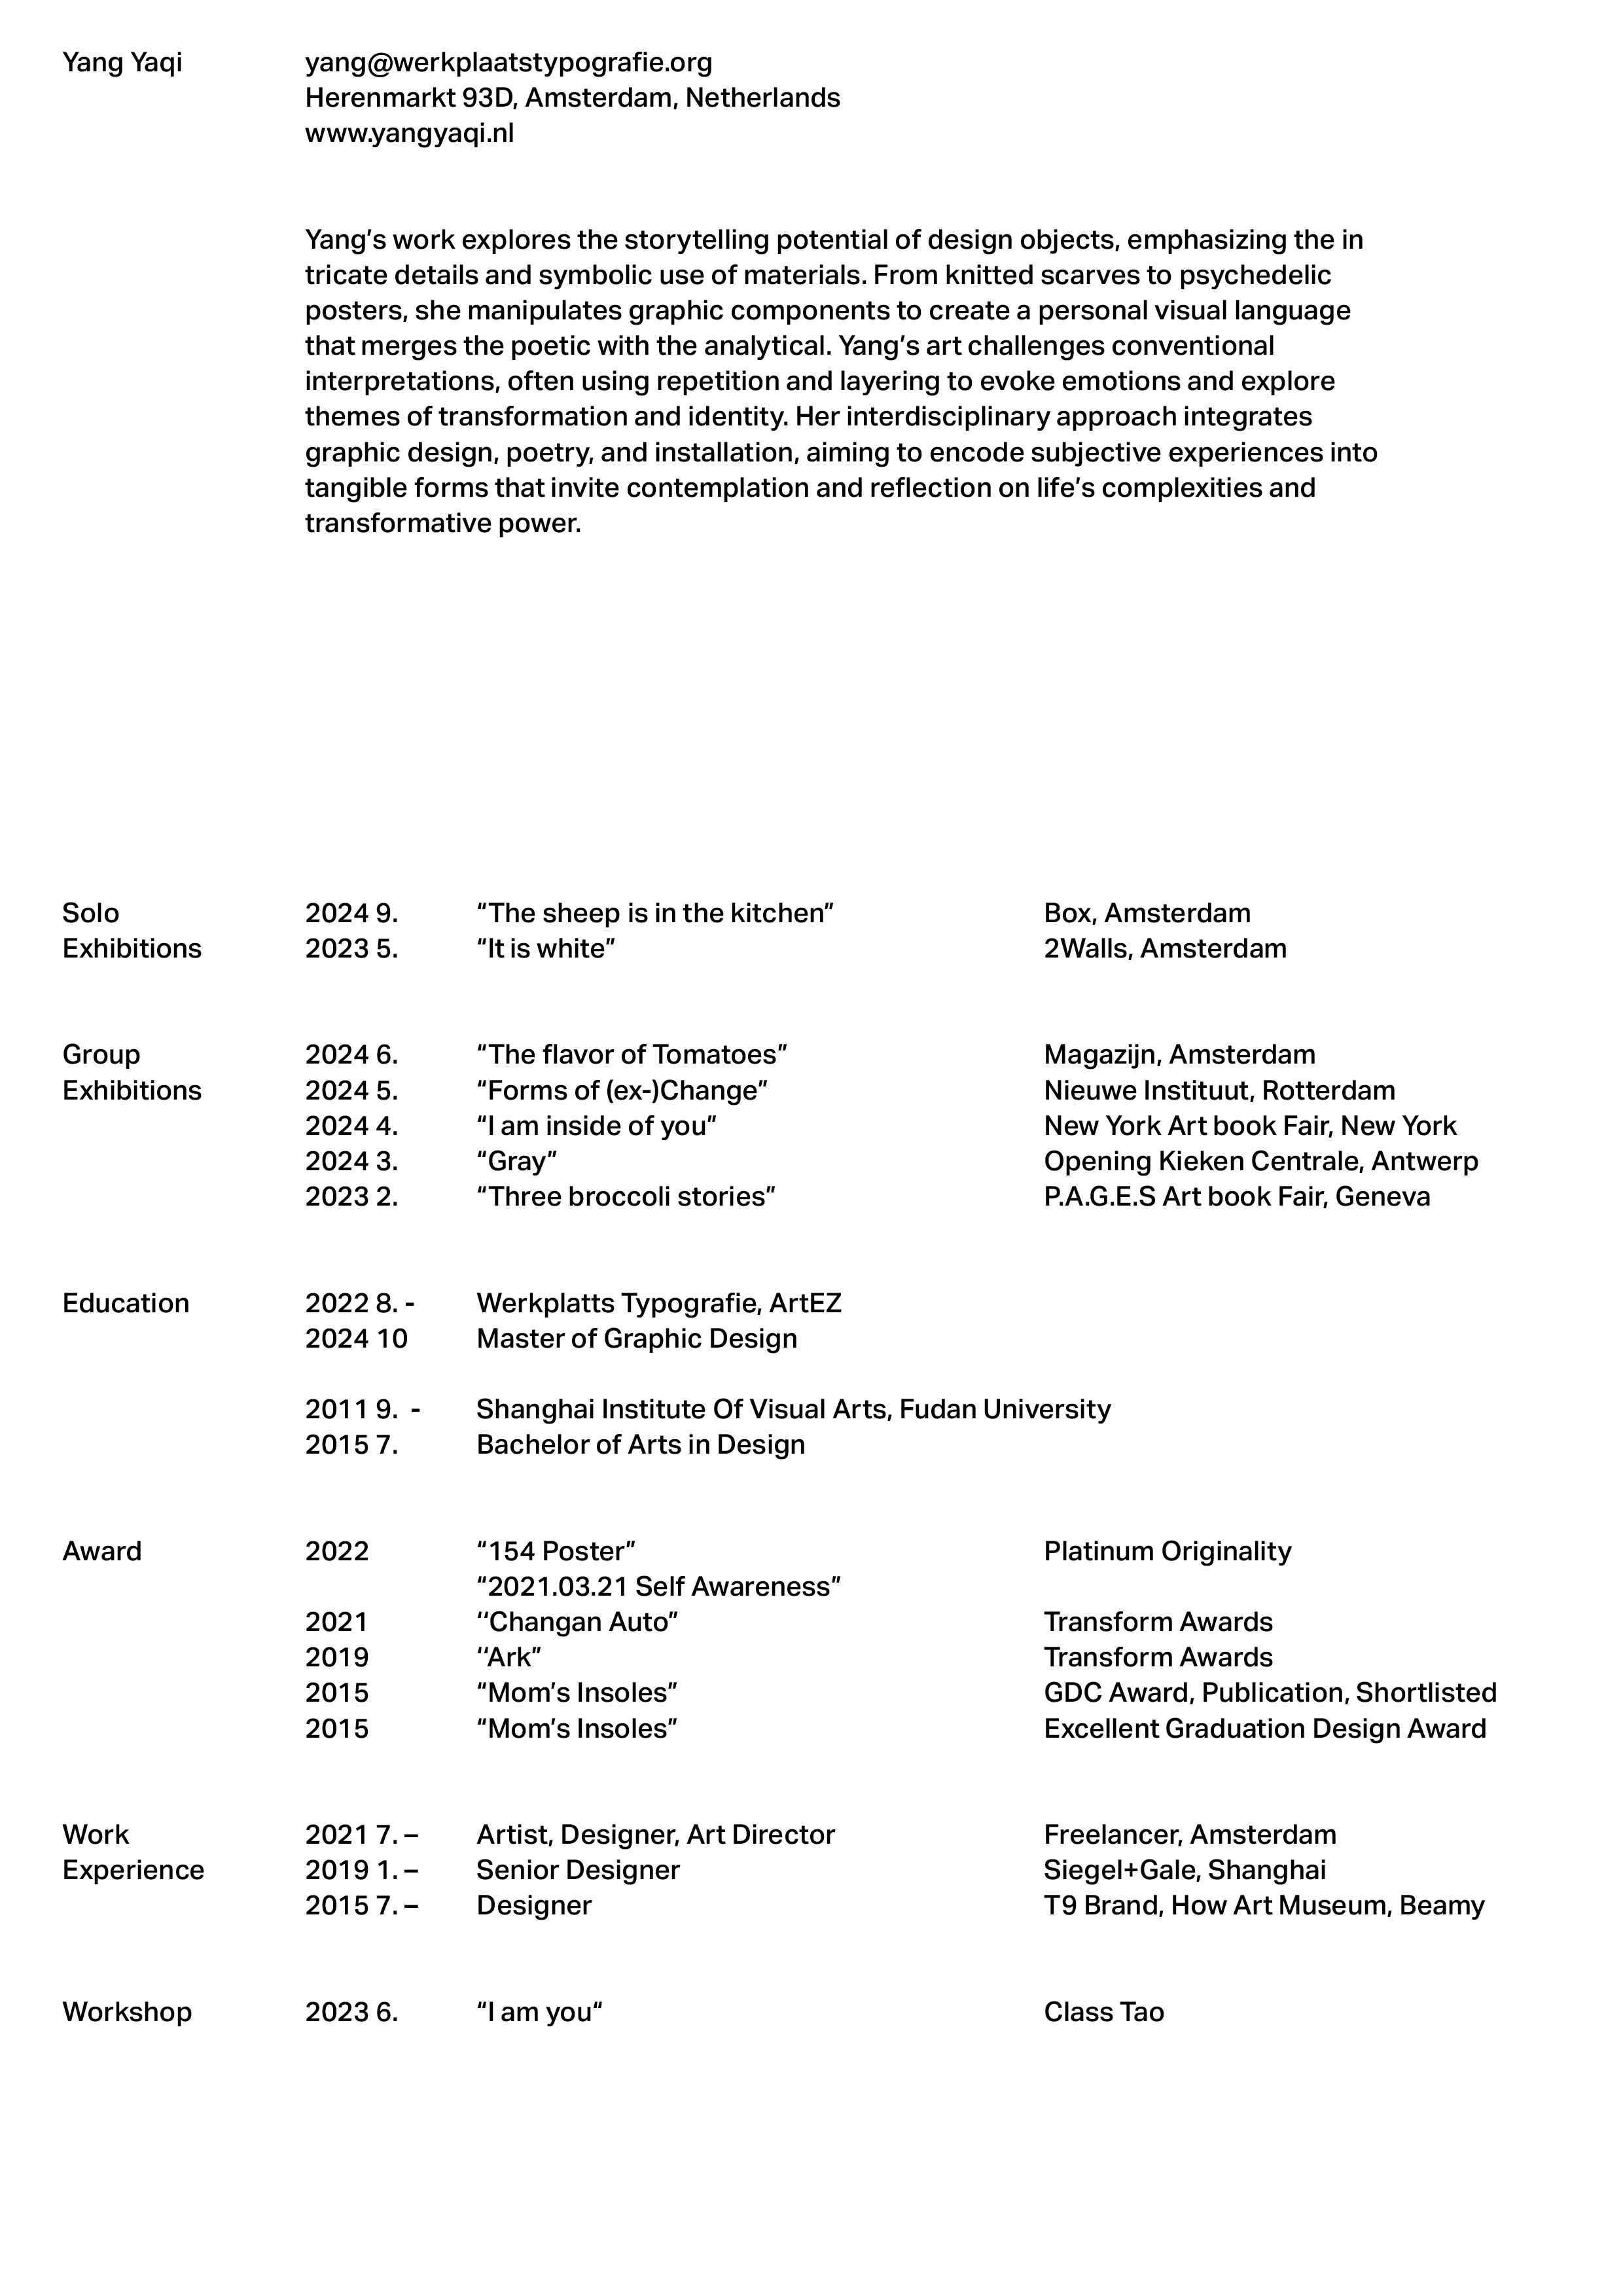 Yang Yaqi yang@werkplaatstypografie.org
Herenmarkt 93D, Amsterdam, Netherlands
www.yangyaqi.nl
Yang’s work explores the storytelling potential of design objects, emphasizing the in
tricate details and symbolic use of materials. From knitted scarves to psychedelic
posters, she manipulates graphic components to create a personal visual language
that merges the poetic with the analytical. Yang’s art challenges conventional
interpretations, often using repetition and layering to evoke emotions and explore
themes of transformation and identity. Her interdisciplinary approach integrates
graphic design, poetry, and installation, aiming to encode subjective experiences into
tangible forms that invite contemplation and reflection on life’s complexities and
transformative power.
Solo 2024 9. “The sheep is in the kitchen” Box, Amsterdam
Exhibitions 2023 5. “It is white” 2Walls, Amsterdam
Group 2024 6. “The flavor of Tomatoes” Magazijn, Amsterdam
Exhibitions 2024 5. “Forms of (ex-)Change” Nieuwe Instituut, Rotterdam
2024 4. “I am inside of you” New York Art book Fair, New York
2024 3. “Gray” Opening Kieken Centrale, Antwerp
2023 2. “Three broccoli stories” P.A.G.E.S Art book Fair, Geneva
Education 2022 8. - Werkplatts Typografie, ArtEZ
2024 10 Master of Graphic Design
2011 9. - Shanghai Institute Of Visual Arts, Fudan University
2015 7. Bachelor of Arts in Design
Award 2022 “154 Poster” Platinum Originality
“2021.03.21 Self Awareness”
2021 ‘‘Changan Auto” Transform Awards
2019 ‘‘Ark” Transform Awards
2015 “Mom’s Insoles” GDC Award, Publication, Shortlisted
2015 “Mom’s Insoles” Excellent Graduation Design Award
Work 2021 7. – Artist, Designer, Art Director Freelancer, Amsterdam
Experience 2019 1. – Senior Designer Siegel+Gale, Shanghai
2015 7. – Designer T9 Brand, How Art Museum, Beamy
Workshop 2023 6. “I am you“ Class Tao